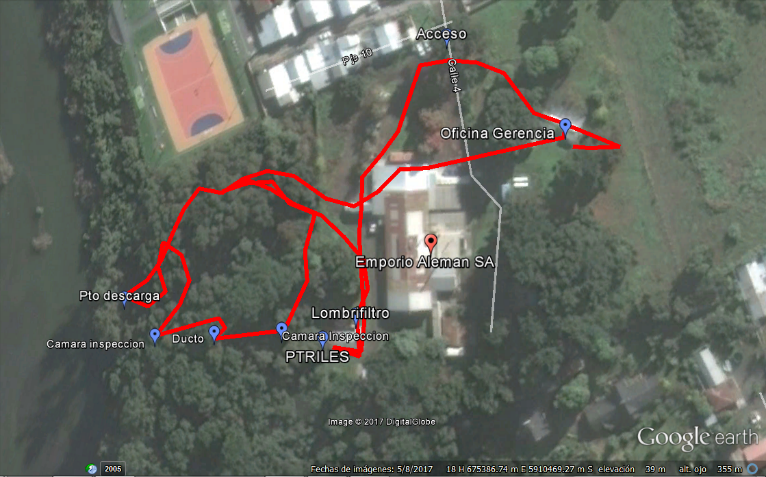 Acceso
Pje 10
Calle 4
Oficina Gerencia
Emporio Aleman SA
Pto descarga
Lombrifiltro
Camara inspeccion
Ducto
Camara Inspeccion
PTRILES
Image © 2017 DigitalGlobe
Google earth
2005
Fechas de imágenes: 5/8/2017 18 H 675386.74 m E 5910469.27 m S elevación 39 m alt. ojo 355 m